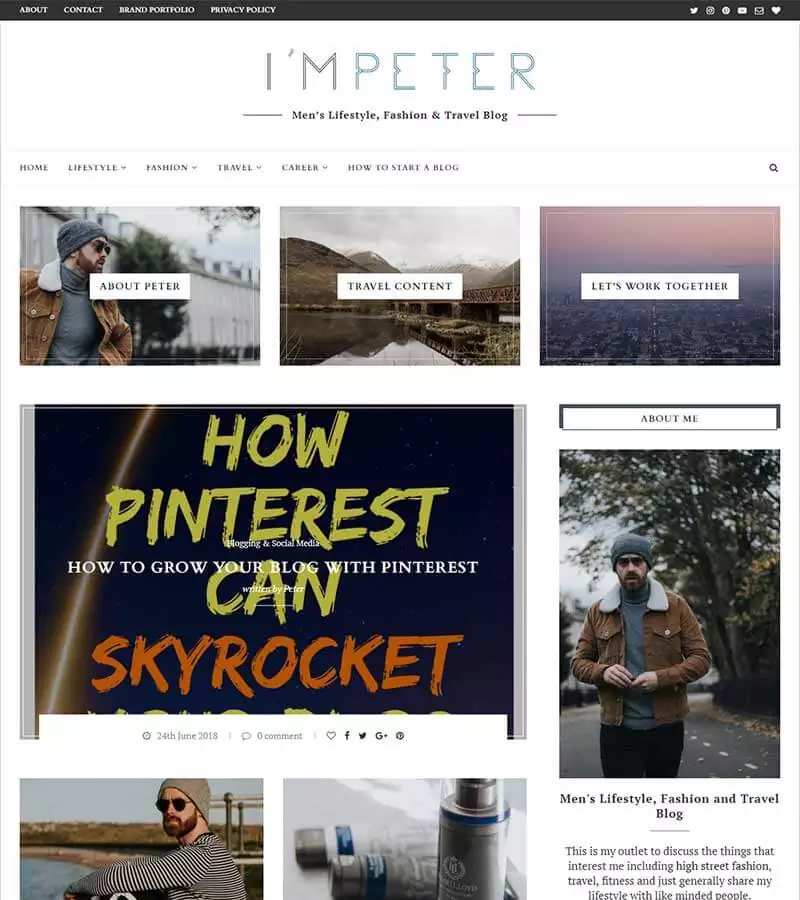 ABOUT CONTACT BRAND PORTFOLIO PRIVACY POLICY
I'MPETER
Men's Lifestyle, Fashion & Travel Blog
HOME LIFESTYLE FASHION TRAVEL CAREER HOW TO START A BLOG
ABOUT PETER
TRAVEL CONTENT
LET'S WORK TOGETHER
HOW
PINTEREST
CAN
SKYROCKET
Blogging & Social Media
HOW TO GROW YOUR BLOG WITH PINTEREST
written by Peter
24th June 2018 | 0 comment |
ABOUT ME
Men's Lifestyle, Fashion and Travel
Blog
This is my outlet to discuss the things that
interest me including high street fashion,
travel, fitness and just generally share my
lifestyle with like minded people.